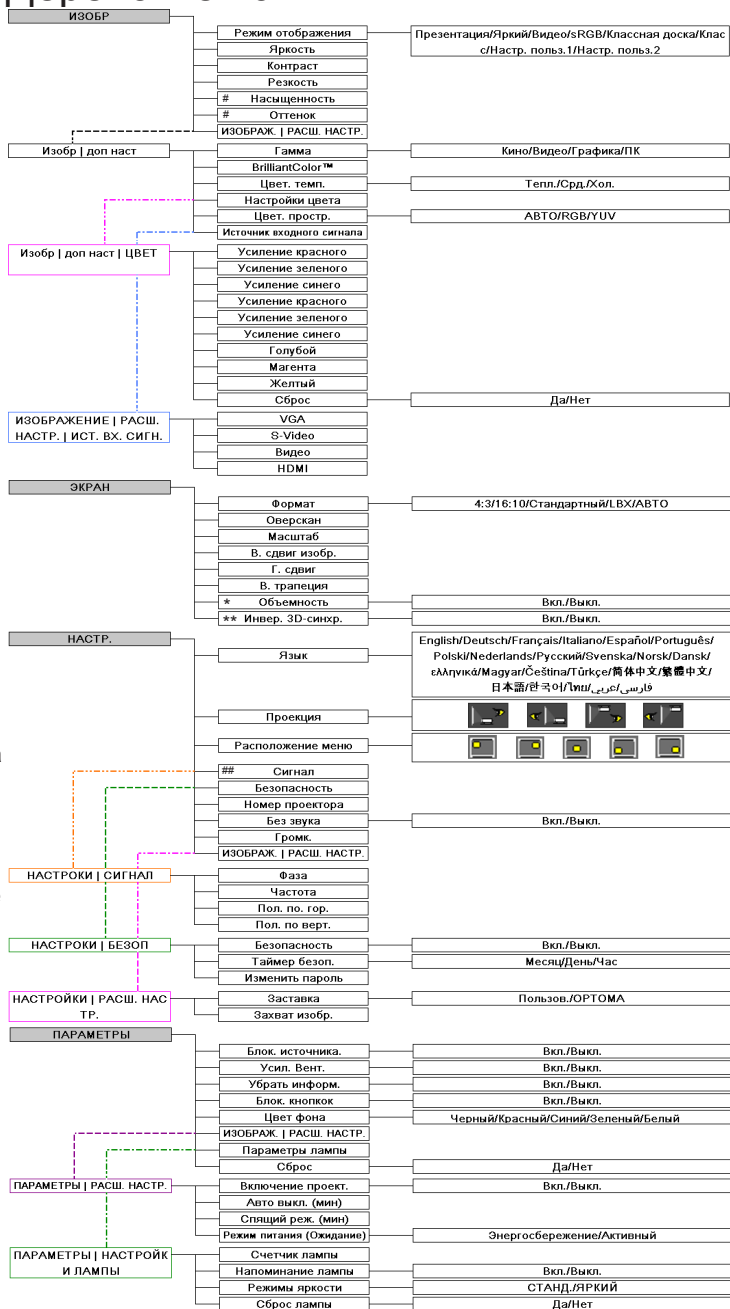 ИЗОБР
Режим отображения
Презентация/Яркий/Видео/sRGB/Классная доска/Клас
с/Настр. польз.1/Настр. польз.2
Яркость
Контраст
Резкость
# Насыщенность
# Оттенок
ИЗОБРАЖ. | РАСШ. НАСТР.
Изобр | доп наст
Гамма
Кино/Видео/Графика/ПК
BrilliantColor™
Цвет. темп.
Тепл./Срд./Хол.
Настройки цвета
Цвет. простр.
АВТО/RGB/YUV
Источник входного сигнала
Изобр | доп наст | ЦВЕТ
Усиление красного
Усиление зеленого
Усиление синего
Усиление красного
Усиление зеленого
Усиление синего
Голубой
Магента
Желтый
Сброс
Да/Нет
ИЗОБРАЖЕНИЕ | РАСШ.
НАСТР. | ИСТ. ВХ. СИГН.
VGA
S-Video
Видео
HDMI
ЭКРАН
Формат
4:3/16:10/Стандартный/LBX/АВТО
Оверскан
Масштаб
В. сдвиг изобр.
Г. сдвиг
В. трапеция
* Объемность
Вкл./Выкл.
** Инвер. 3D-синхр.
Вкл./Выкл.
НАСТР.
Язык
English/Deutsch/Français/Italiano/Español/Português/
Polski/Nederlands/Русский/Svenska/Norsk/Dansk/
ελληνικά/Magyar/Čeština/Türkçe/简体中文/繁體中文/
日本語/한국어/ไทย/عربي/فارسی
Проекция
Расположение меню
## Сигнал
Безопасность
Номер проектора
Без звука
Вкл./Выкл.
Громк.
ИЗОБРАЖ. | РАСШ. НАСТР.
НАСТРОКИ | СИГНАЛ
Фаза
Частота
Пол. по. гор.
Пол. по верт.
НАСТРОКИ | БЕЗОП
Безопасность
Вкл./Выкл.
Таймер безоп.
Месяц/День/Час
Изменить пароль
НАСТРОЙКИ | РАСШ. НАС
ТР.
Заставка
Пользов./OPTOMA
Захват изобр.
ПАРАМЕТРЫ
Блок. источника.
Вкл./Выкл.
Усил. Вент.
Вкл./Выкл.
Убрать информ.
Вкл./Выкл.
Блок. кнопкок
Вкл./Выкл.
Цвет фона
Черный/Красный/Синий/Зеленый/Белый
ИЗОБРАЖ. | РАСШ. НАСТР.
Параметры лампы
Сброс
Да/Нет
ПАРАМЕТРЫ | РАСШ. НАСТР.
Включение проект.
Вкл./Выкл.
Авто выкл. (мин)
Спящий реж. (мин)
Режим питания (Ожидание)
Энергосбережение/Активный
ПАРАМЕТРЫ | НАСТРОЙК
И ЛАМПЫ
Счетчик лампы
Напоминание лампы
Вкл./Выкл.
Режимы яркости
СТАНД./ЯРКИЙ
Сброс лампы
Да/Нет